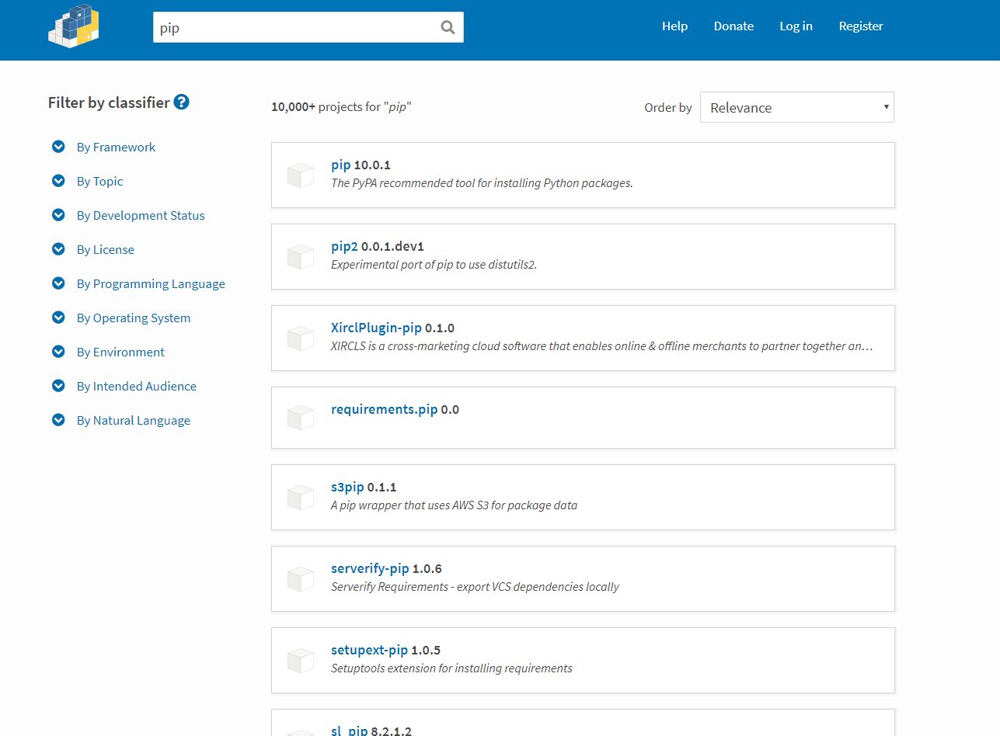 pip
Help Donate Log in Register
Filter by classifier
By Framework
By Topic
By Development Status
By License
By Programming Language
By Operating System
By Environment
By Intended Audience
By Natural Language
10,000+ projects for "pip"
Order by Relevance
pip 10.0.1
The PyPA recommended tool for installing Python packages.
pip2 0.0.1.dev1
Experimental port of pip to use distutils2.
XirclPlugin-pip 0.1.0
XIRCLS is a cross-marketing cloud software that enables online & offline merchants to partner together an…
requirements.pip 0.0
s3pip 0.1.1
A pip wrapper that uses AWS S3 for package data
serverify-pip 1.0.6
Serverify Requirements - export VCS dependencies locally
setupext-pip 1.0.5
Setuptools extension for installing requirements
sl_pip 8.2.1.2